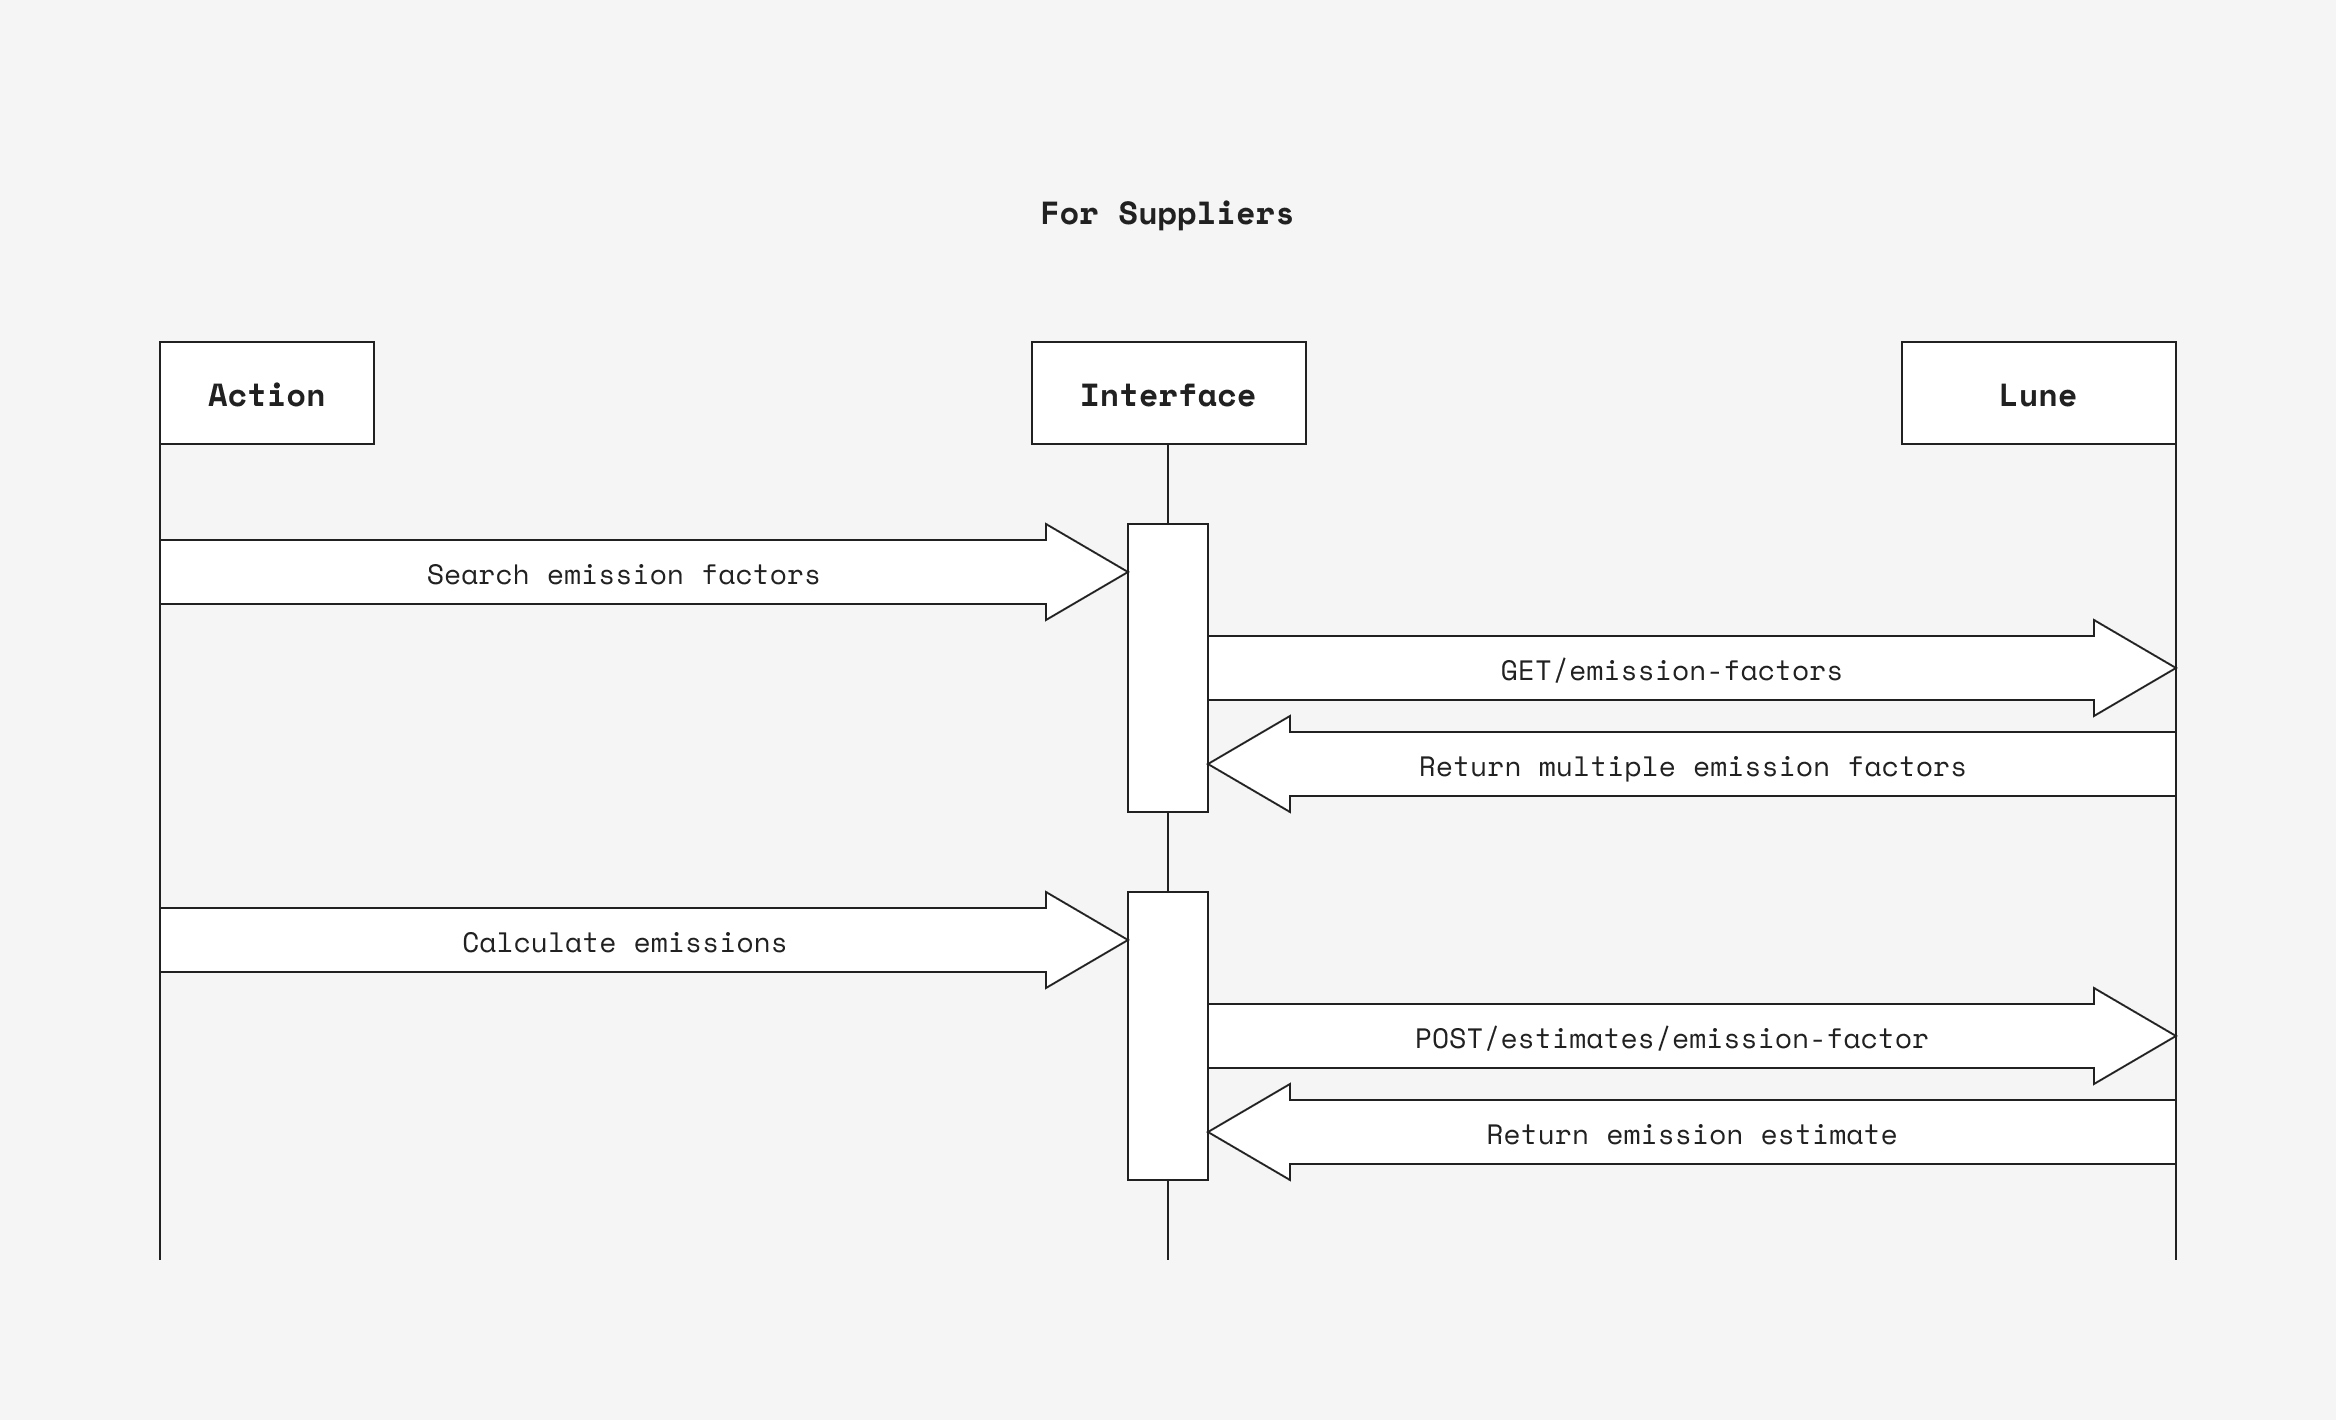 For Suppliers
Action
Interface
Lune
Search emission factors
GET/emission-factors
Return multiple emission factors
Calculate emissions
POST/estimates/emission-factor
Return emission estimate